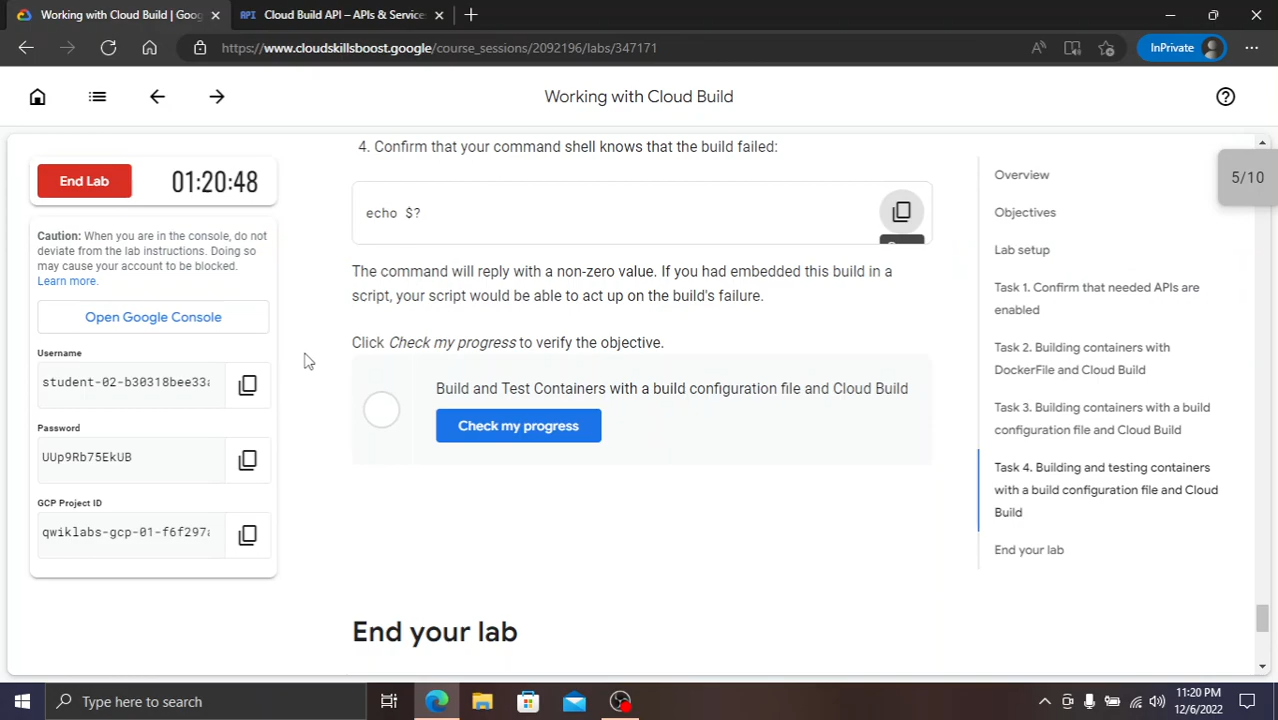 Working with Cloud Build | Goog
API Cloud Build API – APIs & Service
https://www.cloudskillsboost.google/course_sessions/2092196/labs/347171
InPrivate
Working with Cloud Build
End Lab
01:20:48
Caution: When you are in the console, do not
deviate from the lab instructions. Doing so
may cause your account to be blocked.
Learn more.
Open Google Console
Username
student-02-b30318bee33
Password
UUp9Rb75EkUB
GCP Project ID
qwiklabs-gcp-01-f6f297
4. Confirm that your command shell knows that the build failed:
echo $?
The command will reply with a non-zero value. If you had embedded this build in a
script, your script would be able to act up on the build's failure.
Click Check my progress to verify the objective.
Build and Test Containers with a build configuration file and Cloud Build
Check my progress
End your lab
5/10
Overview
Objectives
Lab setup
Task 1. Confirm that needed APIs are
enabled
Task 2. Building containers with
DockerFile and Cloud Build
Task 3. Building containers with a build
configuration file and Cloud Build
Task 4. Building and testing containers
with a build configuration file and Cloud
Build
End your lab
Type here to search
11:20 PM
12/6/2022